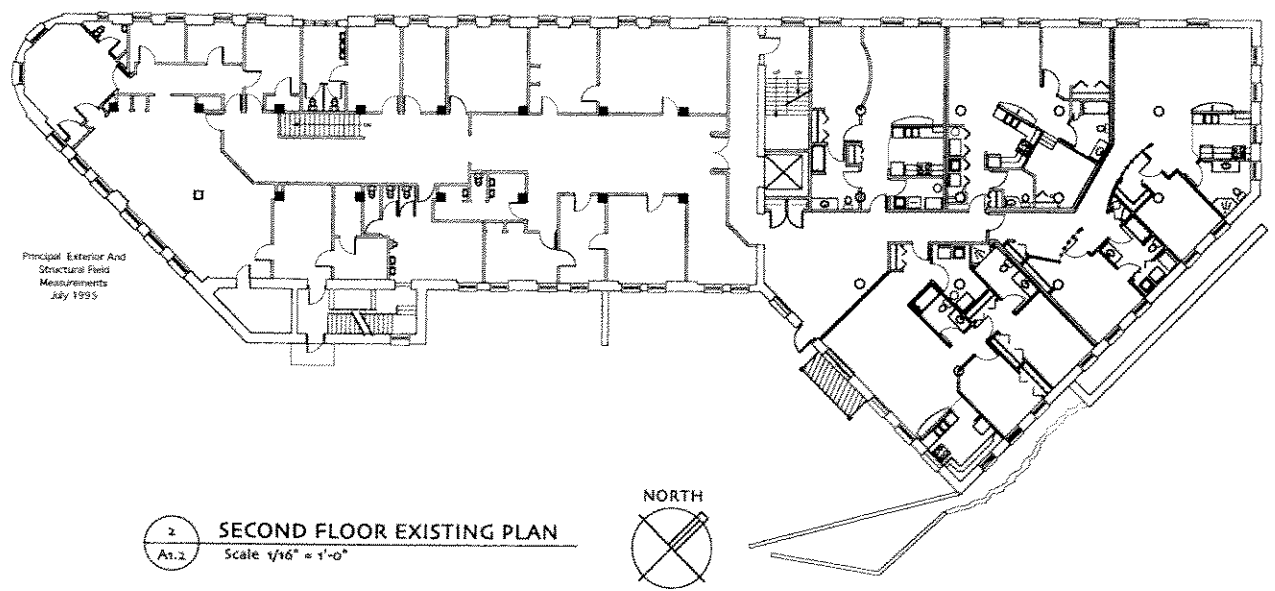 Principal Exterior And
Structural Field
Measurements
July 1995
NORTH
2
A1.2
SECOND FLOOR EXISTING PLAN
Scale 1/16" = 1'-0"